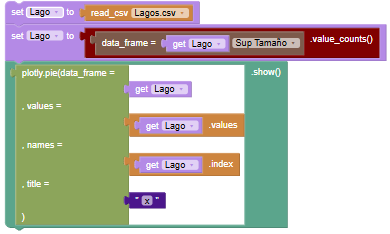 set Lago to read_csv Lagos.csv
set Lago to data_frame = get Lago Sup Tamaño .value_counts()
plotly.pie(data_frame = .show()
get Lago
, values =
get Lago .values
, names =
get Lago .index
, title =
" x "
)